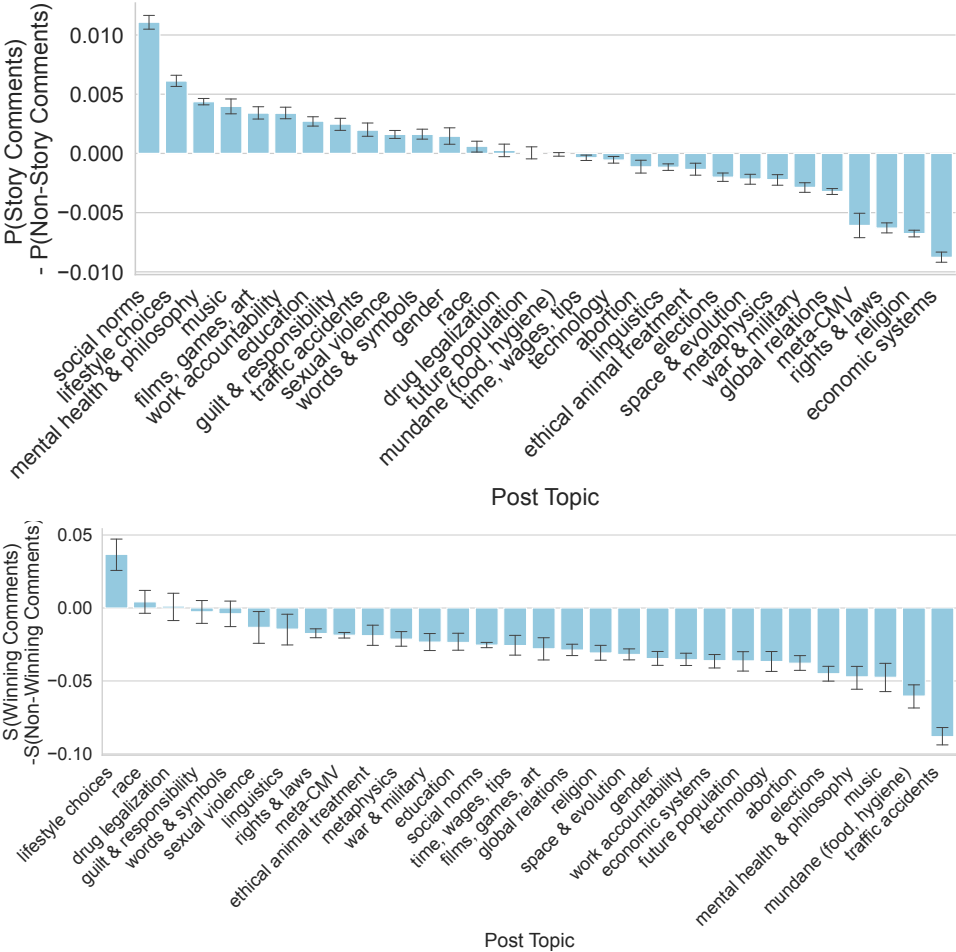 P(Story Comments)
- P(Non-Story Comments)
0.010
0.005
0.000
−0.005
−0.010
social norms
lifestyle choices
mental health & philosophy
music
films, games, art
work accountability
education
guilt & responsibility
traffic accidents
sexual violence
words & symbols
gender
race
drug legalization
future population
mundane (food, hygiene)
time, wages, tips
technology
abortion
linguistics
ethical animal treatment
elections
space & evolution
metaphysics
war & military
global relations
meta-CMV
rights & laws
religion
economic systems
Post Topic
S(Winning Comments)
-S(Non-Winning Comments)
0.05
0.00
−0.05
−0.10
lifestyle choices
race
drug legalization
guilt & responsibility
words & symbols
sexual violence
linguistics
rights & laws
meta-CMV
ethical animal treatment
metaphysics
war & military
education
social norms
time, wages, tips
films, games, art
global relations
religion
space & evolution
gender
work accountability
economic systems
future population
technology
abortion
elections
mental health & philosophy
music
mundane (food, hygiene)
traffic accidents
Post Topic